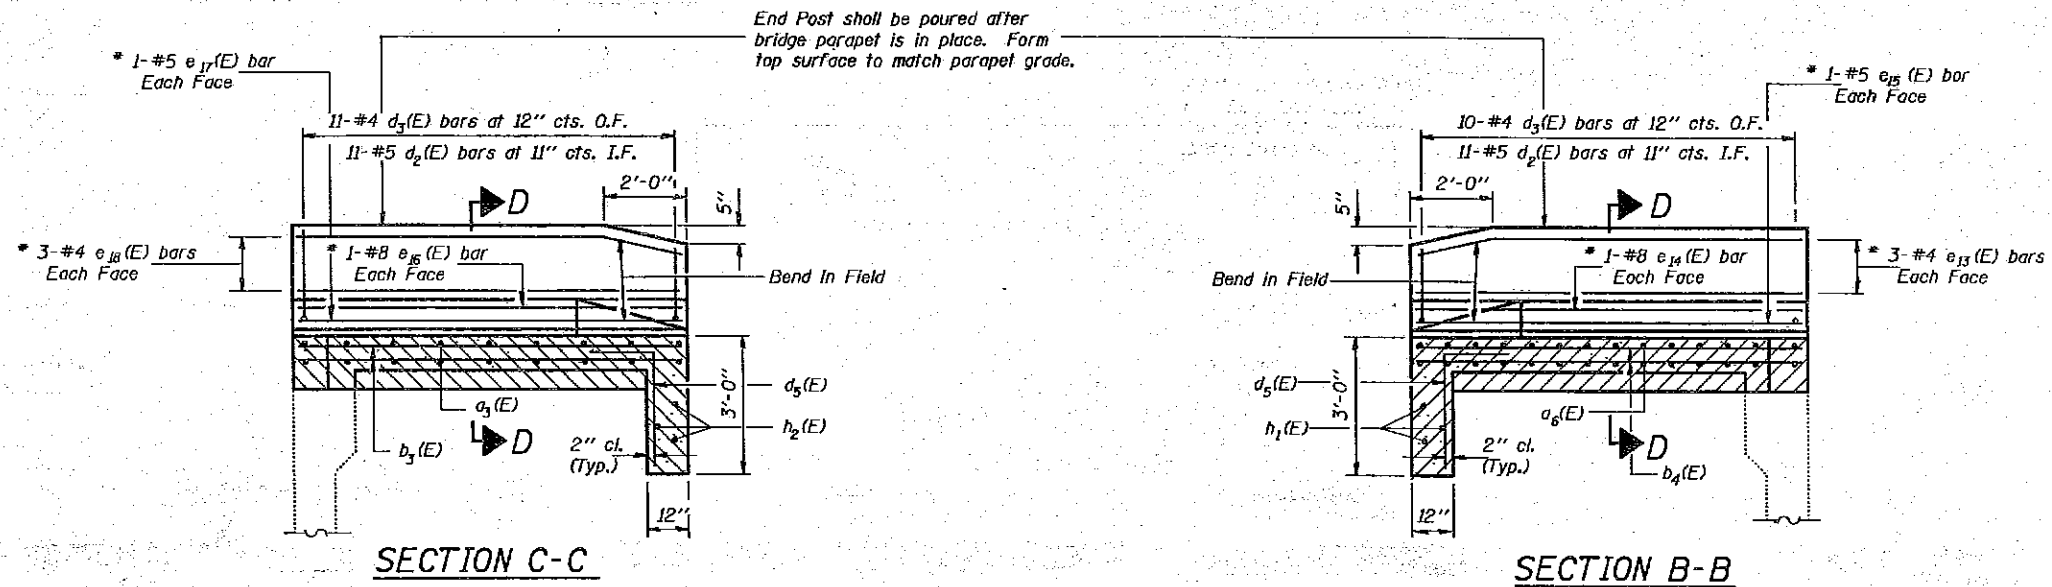 End Post shall be poured after
bridge parapet is in place. Form
top surface to match parapet grade.
* 1-#5 e17(E) bar
Each Face
11-#4 d3(E) bars at 12" cts. O.F.
11-#5 d2(E) bars at 11" cts. I.F.
2'-0"
5"
D
* 3-#4 e18(E) bars
Each Face
* 1-#8 e16(E) bar
Each Face
Bend in Field
d5(E)
a3(E)
3'-0"
h2(E)
D
b3(E)
2" cl.
(Typ.)
12"
SECTION C-C
* 1-#5 e15(E) bar
Each Face
10-#4 d3(E) bars at 12" cts. O.F.
11-#5 d2(E) bars at 11" cts. I.F.
2'-0"
5"
D
* 1-#8 e14(E) bar
Each Face
* 3-#4 e13(E) bars
Each Face
Bend in Field
d5(E)
3'-0"
a6(E)
h1(E)
D
2" cl.
(Typ.)
b4(E)
12"
SECTION B-B